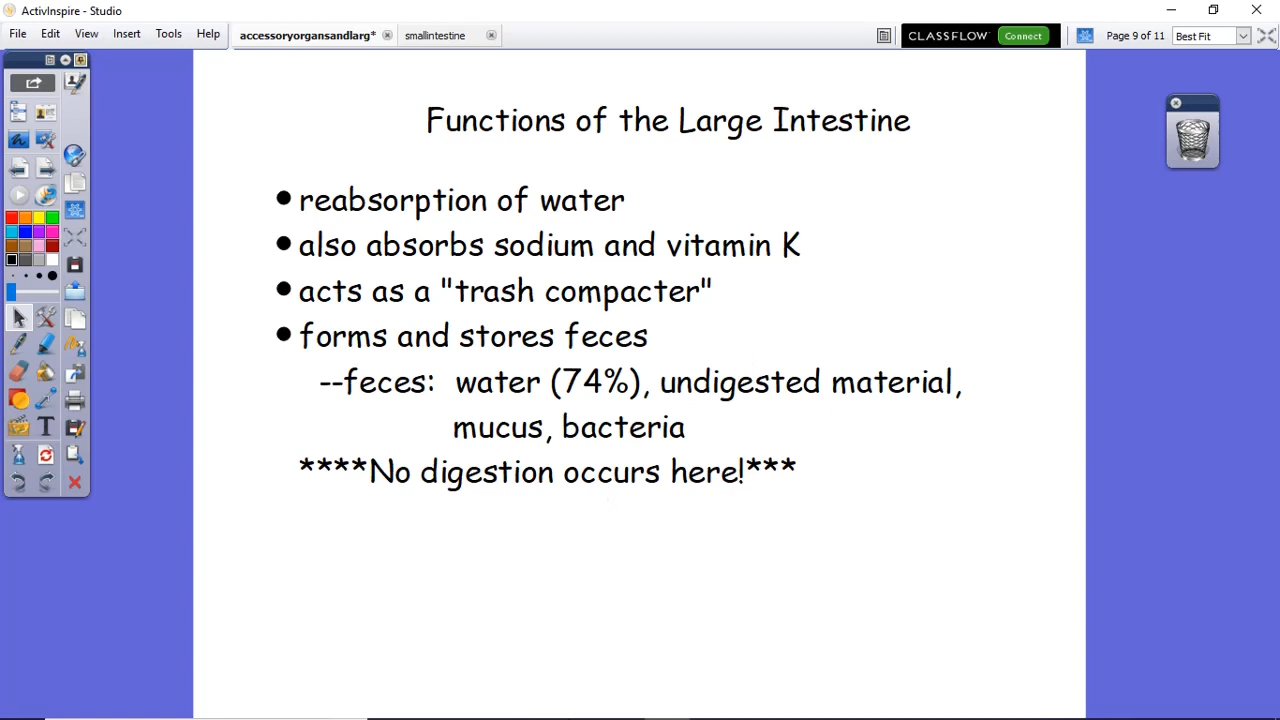 ActivInspire - Studio
File Edit View Insert Tools Help
accessoryorgansandlarg* smallintestine
CLASSFLOW Connect
Page 9 of 11 Best Fit
Functions of the Large Intestine
• reabsorption of water
• also absorbs sodium and vitamin K
• acts as a "trash compacter"
• forms and stores feces
--feces: water (74%), undigested material,
mucus, bacteria
****No digestion occurs here!***